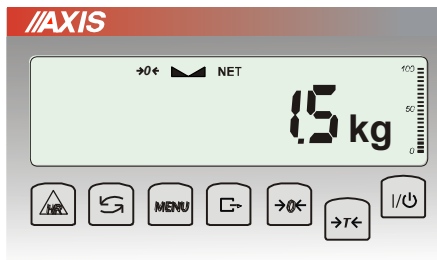 //AXIS
→0← NET 100
1.5 kg 50
0
HR MENU →0← →T← I/⏻